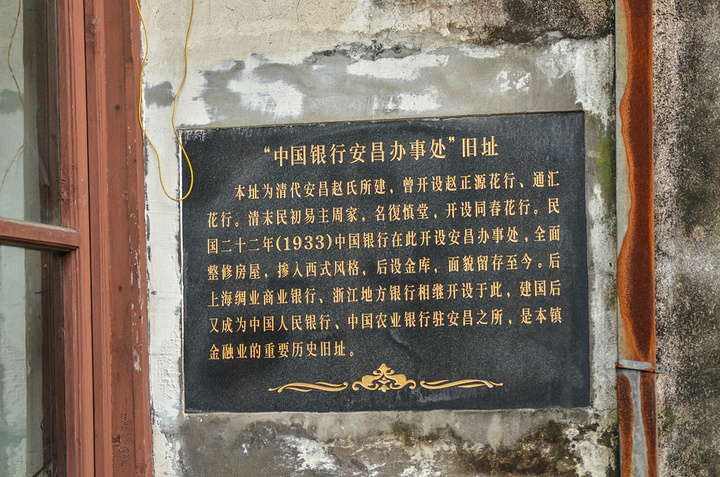 “中国银行安昌办事处”旧址
本址为清代安昌赵氏所建，曾开设赵正源花行、通汇
花行。清末民初易主周家，名復慎堂，开设同春花行。民
国二十二年(1933)中国银行在此开设安昌办事处，全面
整修房屋，掺入西式风格，后设金库，面貌留存至今。后
上海绸业商业银行、浙江地方银行相继开设于此，建国后
又成为中国人民银行、中国农业银行驻安昌之所，是本镇
金融业的重要历史旧址。